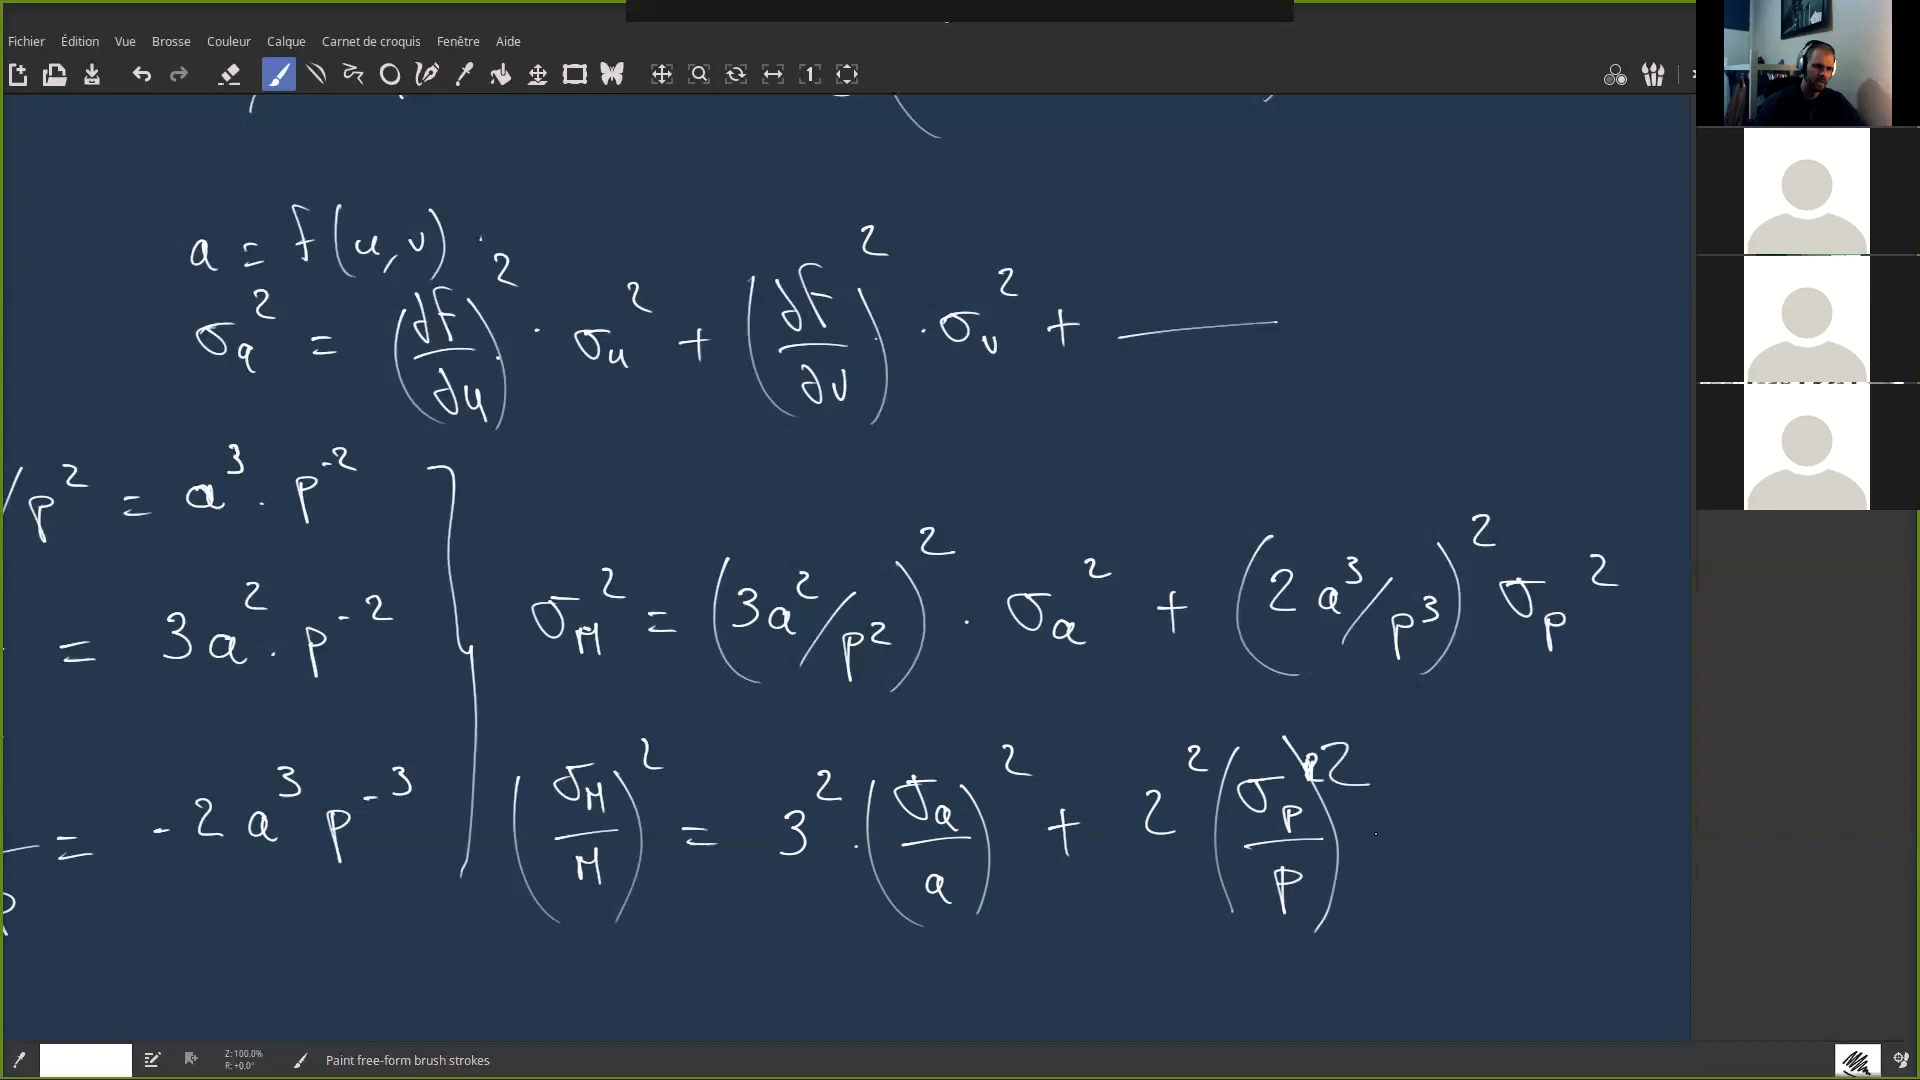 Fichier Édition Vue Brosse Couleur Calque Carnet de croquis Fenêtre Aide
a = f(u,v)
σa² = (∂f/∂u)² · σu² + (∂f/∂v)² · σv² + ―
/p² = a³ · p⁻²
= 3a² · p⁻²
σM² = (3a²/p²)² · σa² + (2a³/p³)² σp²
= -2a³ p⁻³
(σM/M)² = 3² · (σa/a)² + 2² (σp/p)²
Z: 100.0%
R: +0.0°
Paint free-form brush strokes